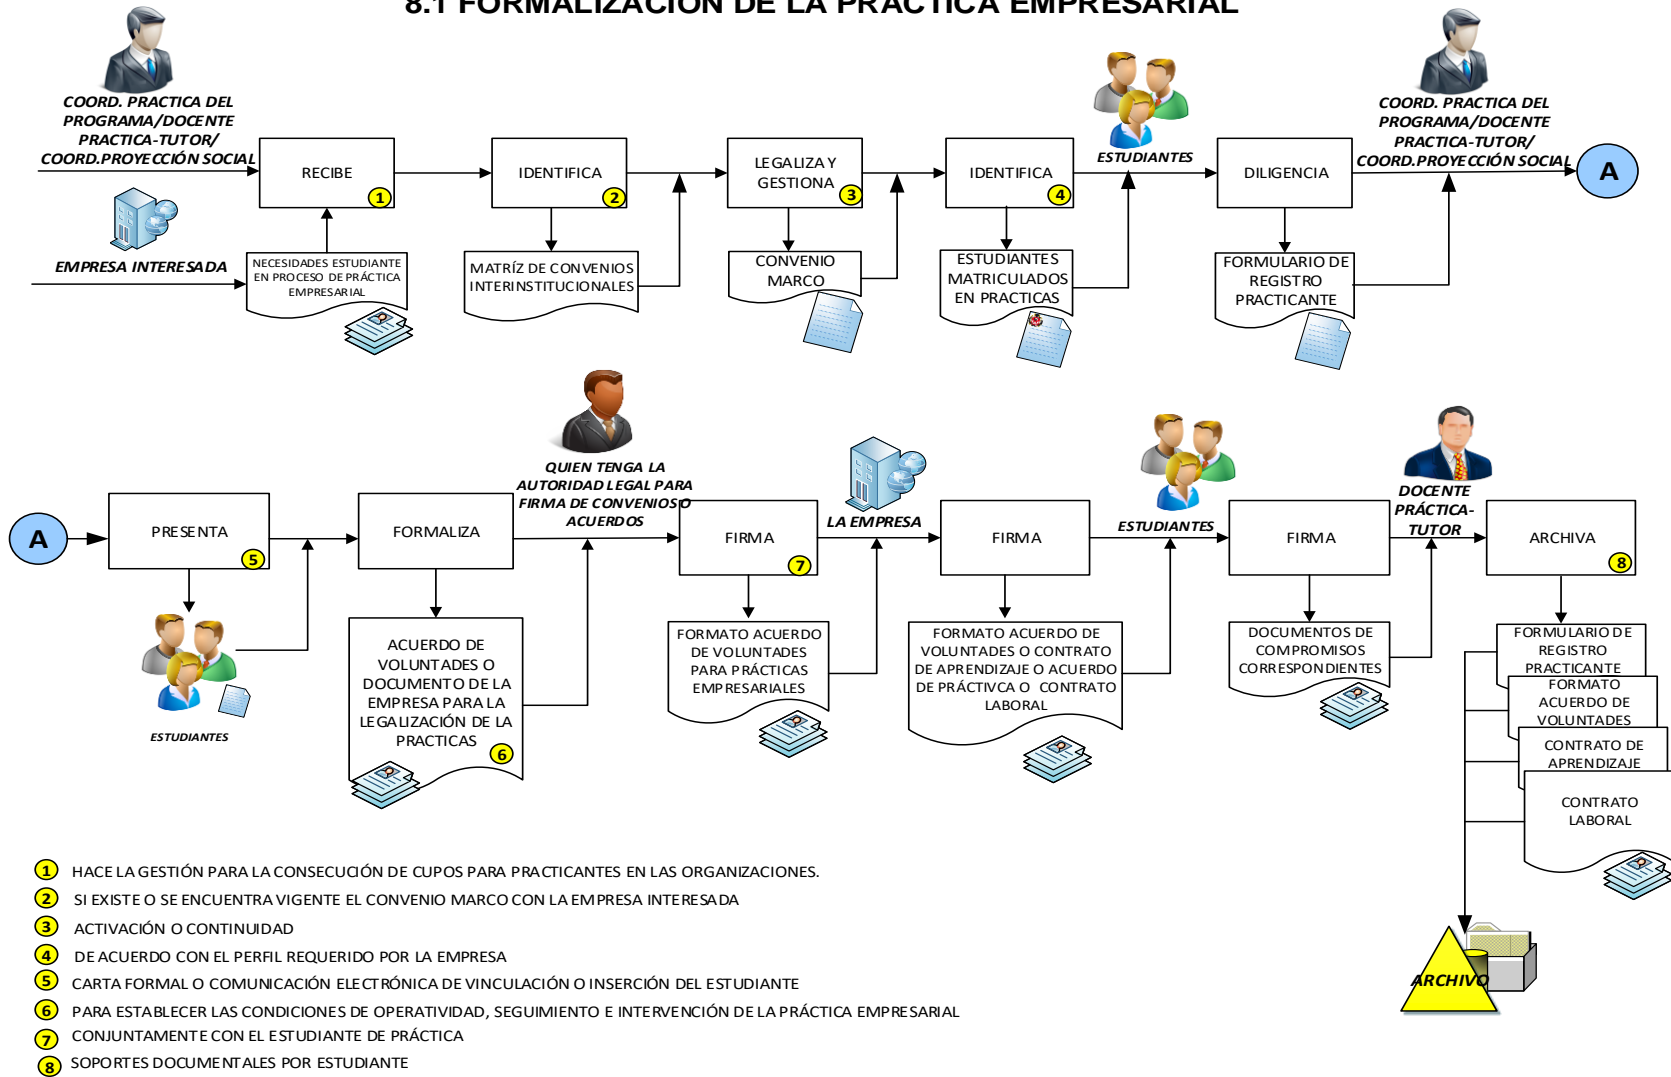 8.1 FORMALIZACIÓN DE LA PRÁCTICA EMPRESARIAL
COORD. PRACTICA DEL
PROGRAMA/DOCENTE
PRACTICA-TUTOR/
COORD.PROYECCIÓN SOCIAL
EMPRESA INTERESADA
RECIBE
1
NECESIDADES ESTUDIANTE
EN PROCESO DE PRÁCTICA
EMPRESARIAL
IDENTIFICA
2
MATRÍZ DE CONVENIOS
INTERINSTITUCIONALES
LEGALIZA Y
GESTIONA
3
CONVENIO
MARCO
IDENTIFICA
4
ESTUDIANTES
MATRICULADOS
EN PRACTICAS
ESTUDIANTES
DILIGENCIA
FORMULARIO DE
REGISTRO
PRACTICANTE
COORD. PRACTICA DEL
PROGRAMA/DOCENTE
PRACTICA-TUTOR/
COORD.PROYECCIÓN SOCIAL
A
A
PRESENTA
5
ESTUDIANTES
FORMALIZA
ACUERDO DE
VOLUNTADES O
DOCUMENTO DE LA
EMPRESA PARA LA
LEGALIZACIÓN DE LA
PRACTICAS
6
QUIEN TENGA LA
AUTORIDAD LEGAL PARA
FIRMA DE CONVENIOS O
ACUERDOS
FIRMA
7
FORMATO ACUERDO
DE VOLUNTADES
PARA PRÁCTICAS
EMPRESARIALES
LA EMPRESA
FIRMA
FORMATO ACUERDO DE
VOLUNTADES O CONTRATO
DE APRENDIZAJE O ACUERDO
DE PRÁCTIVCA O CONTRATO
LABORAL
ESTUDIANTES
FIRMA
DOCUMENTOS DE
COMPROMISOS
CORRESPONDIENTES
DOCENTE
PRÁCTICA-
TUTOR
ARCHIVA
8
FORMULARIO DE
REGISTRO
PRACTICANTE
FORMATO
ACUERDO DE
VOLUNTADES
CONTRATO DE
APRENDIZAJE
CONTRATO
LABORAL
ARCHIVO
1 HACE LA GESTIÓN PARA LA CONSECUCIÓN DE CUPOS PARA PRACTICANTES EN LAS ORGANIZACIONES.
2 SI EXISTE O SE ENCUENTRA VIGENTE EL CONVENIO MARCO CON LA EMPRESA INTERESADA
3 ACTIVACIÓN O CONTINUIDAD
4 DE ACUERDO CON EL PERFIL REQUERIDO POR LA EMPRESA
5 CARTA FORMAL O COMUNICACIÓN ELECTRÓNICA DE VINCULACIÓN O INSERCIÓN DEL ESTUDIANTE
6 PARA ESTABLECER LAS CONDICIONES DE OPERATIVIDAD, SEGUIMIENTO E INTERVENCIÓN DE LA PRÁCTICA EMPRESARIAL
7 CONJUNTAMENTE CON EL ESTUDIANTE DE PRÁCTICA
8 SOPORTES DOCUMENTALES POR ESTUDIANTE